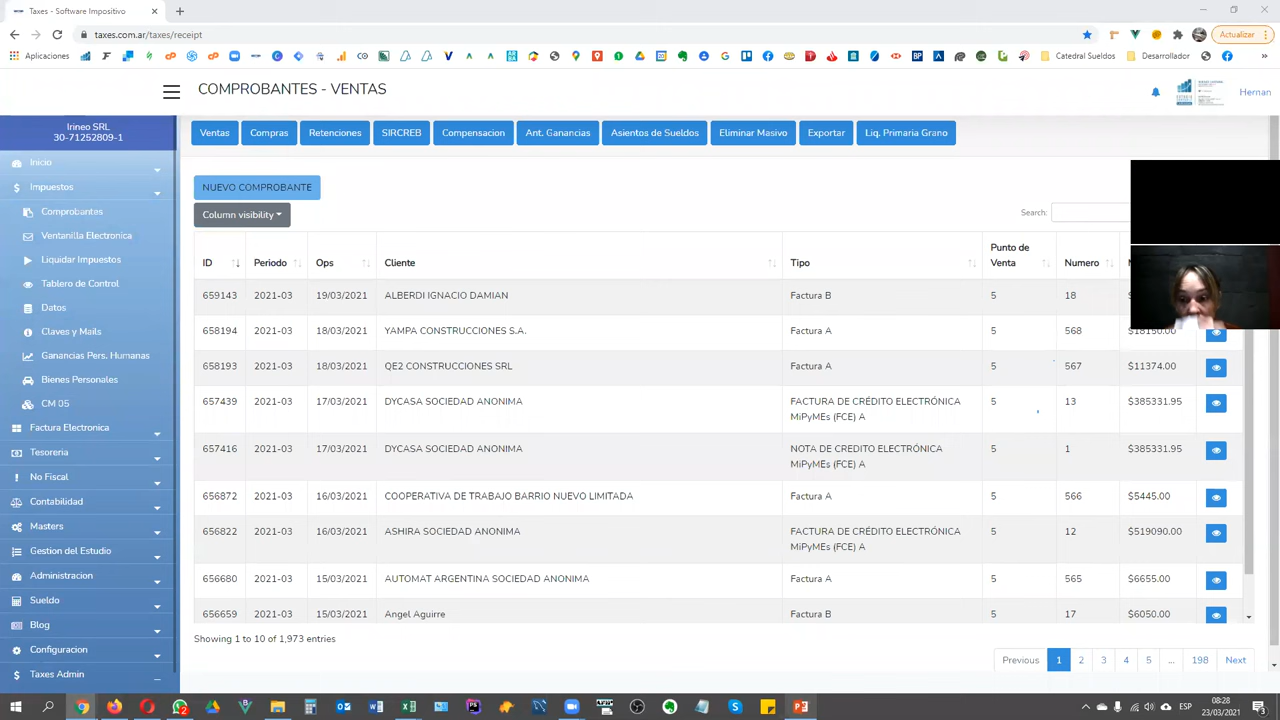 Taxes - Software Impositivo
taxes.com.ar/taxes/receipt
Actualizar
Aplicaciones
Catedral Sueldos
Desarrollador
COMPROBANTES - VENTAS
Hernan
Irineo SRL
30-71252809-1
Ventas Compras Retenciones SIRCREB Compensacion Ant. Ganancias Asientos de Sueldos Eliminar Masivo Exportar Liq. Primaria Grano
Inicio
Impuestos
Comprobantes
Ventanilla Electronica
Liquidar Impuestos
Tablero de Control
Datos
Claves y Mails
Ganancias Pers. Humanas
Bienes Personales
CM 05
Factura Electronica
Tesoreria
No Fiscal
Contabilidad
Masters
Gestion del Estudio
Administracion
Sueldo
Blog
Configuracion
Taxes Admin
NUEVO COMPROBANTE
Column visibility
Search:
ID Periodo Ops Cliente Tipo Punto de Venta Numero
659143 2021-03 19/03/2021 ALBERDI IGNACIO DAMIAN Factura B 5 18
658194 2021-03 18/03/2021 YAMPA CONSTRUCCIONES S.A. Factura A 5 568 $18150.00
658193 2021-03 18/03/2021 QE2 CONSTRUCCIONES SRL Factura A 5 567 $11374.00
657439 2021-03 17/03/2021 DYCASA SOCIEDAD ANONIMA FACTURA DE CRÉDITO ELECTRÓNICA MiPyMEs (FCE) A 5 13 $385331.95
657416 2021-03 17/03/2021 DYCASA SOCIEDAD ANONIMA NOTA DE CREDITO ELECTRÓNICA MiPyMEs (FCE) A 5 1 $385331.95
656872 2021-03 16/03/2021 COOPERATIVA DE TRABAJO BARRIO NUEVO LIMITADA Factura A 5 566 $5445.00
656822 2021-03 16/03/2021 ASHIRA SOCIEDAD ANONIMA FACTURA DE CRÉDITO ELECTRÓNICA MiPyMEs (FCE) A 5 12 $519090.00
656680 2021-03 15/03/2021 AUTOMAT ARGENTINA SOCIEDAD ANONIMA Factura A 5 565 $6655.00
656659 2021-03 15/03/2021 Angel Aguirre Factura B 5 17 $6050.00
Showing 1 to 10 of 1,973 entries
Previous 1 2 3 4 5 ... 198 Next
ESP
08:28
23/03/2021